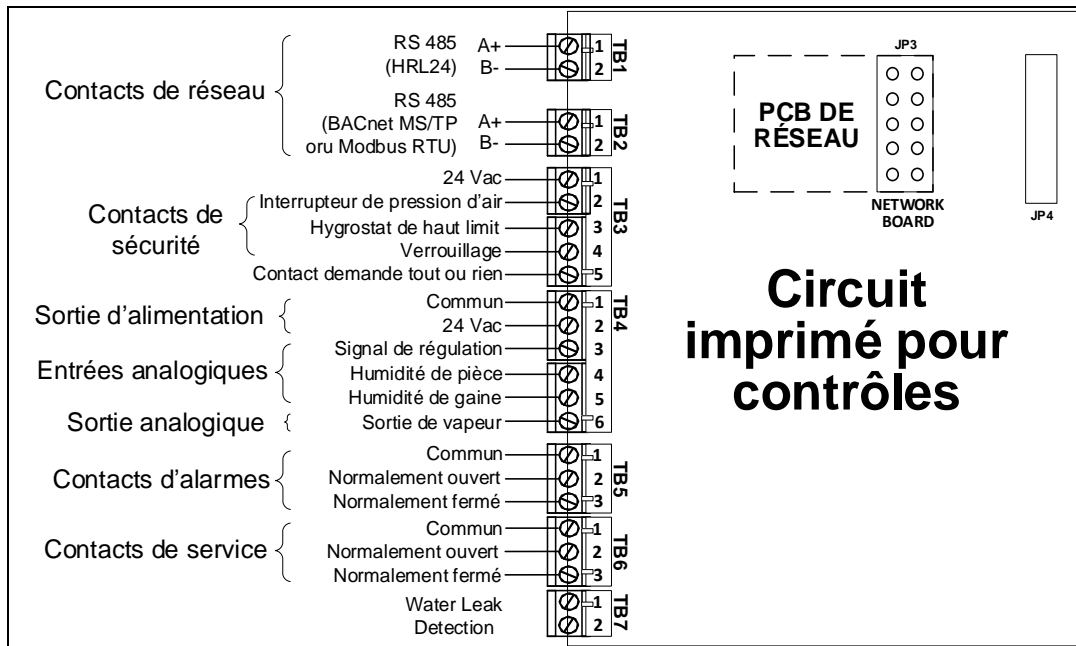 Contacts de réseau
RS 485 A+ 1
(HRL24) B- 2
TB1
RS 485
(BACnet MS/TP A+ 1
oru Modbus RTU) B- 2
TB2
Contacts de
sécurité
24 Vac 1
Interrupteur de pression d'air 2
Hygrostat de haut limit 3
Verrouillage 4
Contact demande tout ou rien 5
TB3
Sortie d'alimentation
Commun 1
24 Vac 2
Entrées analogiques
Signal de régulation 3
Humidité de pièce 4
Humidité de gaine 5
Sortie analogique
Sortie de vapeur 6
TB4
Contacts d'alarmes
Commun 1
Normalement ouvert 2
Normalement fermé 3
TB5
Contacts de service
Commun 1
Normalement ouvert 2
Normalement fermé 3
TB6
Water Leak 1
Detection 2
TB7
JP3
PCB DE
RÉSEAU
NETWORK
BOARD
JP4
Circuit
imprimé pour
contrôles